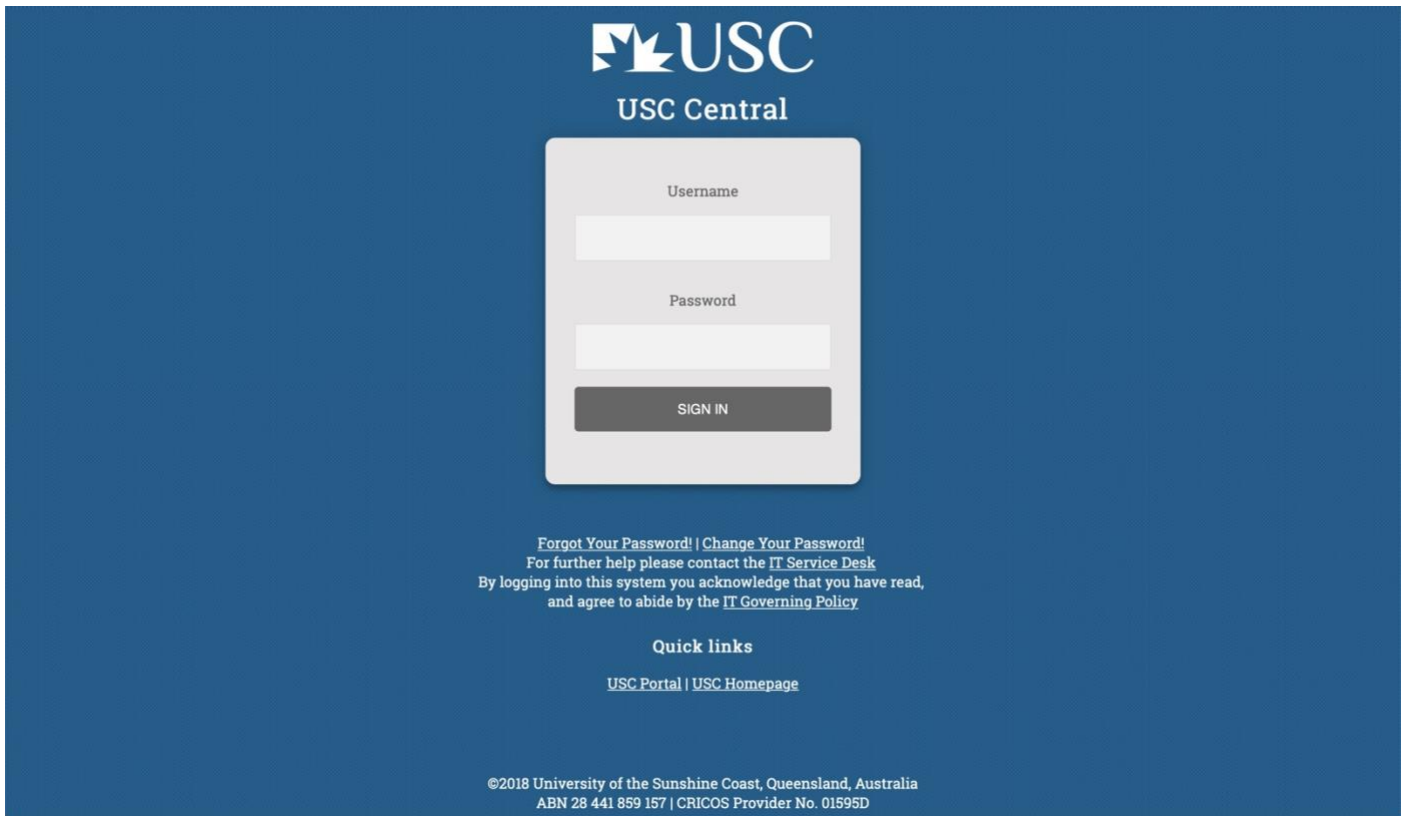 USC
USC Central
Username
Password
SIGN IN
Forgot Your Password! | Change Your Password!
For further help please contact the IT Service Desk
By logging into this system you acknowledge that you have read,
and agree to abide by the IT Governing Policy
Quick links
USC Portal | USC Homepage
©2018 University of the Sunshine Coast, Queensland, Australia
ABN 28 441 859 157 | CRICOS Provider No. 01595D